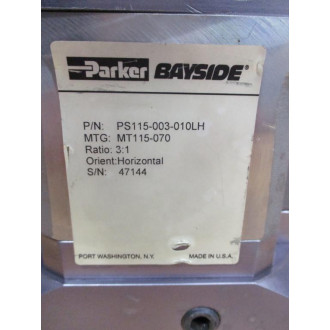 Parker BAYSIDE®
P/N: PS115-003-010LH
MTG: MT115-070
Ratio: 3:1
Orient:Horizontal
S/N: 47144
PORT WASHINGTON, N.Y. MADE IN U.S.A.